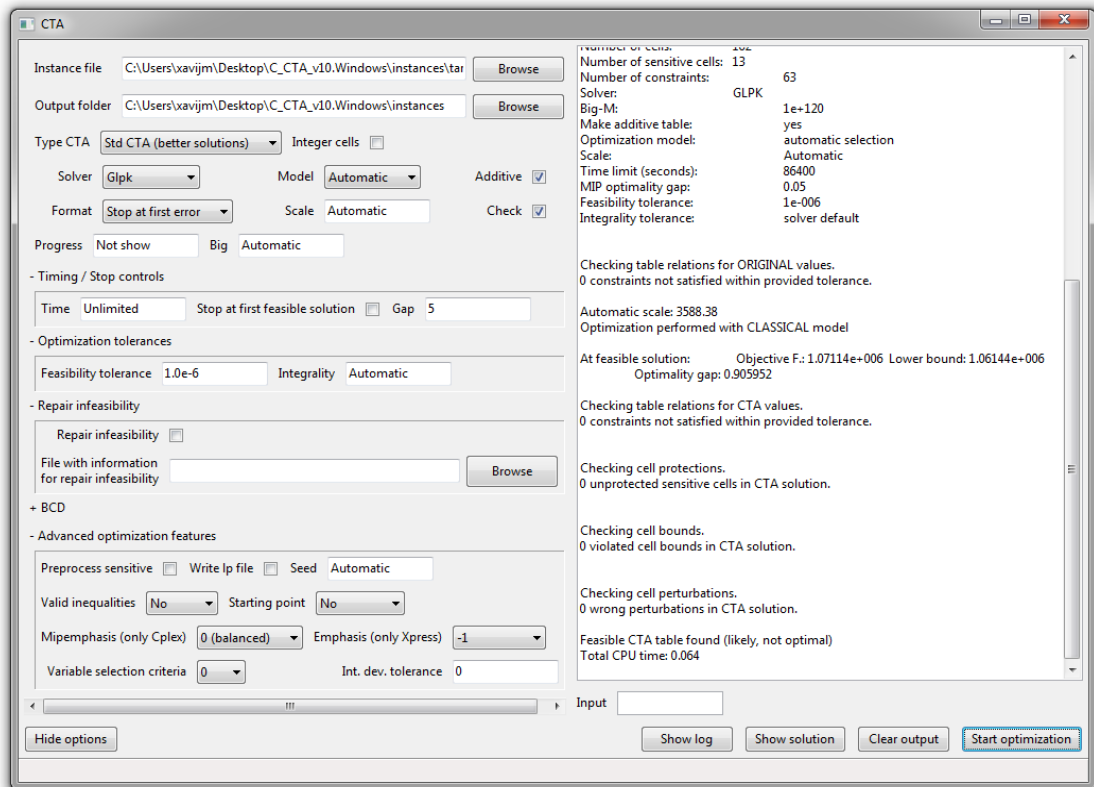 CTA
Instance file C:\Users\xavijm\Desktop\C_CTA_v10.Windows\instances\tar Browse
Output folder C:\Users\xavijm\Desktop\C_CTA_v10.Windows\instances Browse
Type CTA Std CTA (better solutions) Integer cells
Solver Glpk Model Automatic Additive
Format Stop at first error Scale Automatic Check
Progress Not show Big Automatic
- Timing / Stop controls
Time Unlimited Stop at first feasible solution Gap 5
- Optimization tolerances
Feasibility tolerance 1.0e-6 Integrality Automatic
- Repair infeasibility
Repair infeasibility
File with information
for repair infeasibility Browse
+ BCD
- Advanced optimization features
Preprocess sensitive Write lp file Seed Automatic
Valid inequalities No Starting point No
Mipemphasis (only Cplex) 0 (balanced) Emphasis (only Xpress) -1
Variable selection criteria 0 Int. dev. tolerance 0
Hide options
Number of cells: 162
Number of sensitive cells: 13
Number of constraints: 63
Solver: GLPK
Big-M: 1e+120
Make additive table: yes
Optimization model: automatic selection
Scale: Automatic
Time limit (seconds): 86400
MIP optimality gap: 0.05
Feasibility tolerance: 1e-006
Integrality tolerance: solver default
Checking table relations for ORIGINAL values.
0 constraints not satisfied within provided tolerance.
Automatic scale: 3588.38
Optimization performed with CLASSICAL model
At feasible solution: Objective F.: 1.07114e+006 Lower bound: 1.06144e+006
Optimality gap: 0.905952
Checking table relations for CTA values.
0 constraints not satisfied within provided tolerance.
Checking cell protections.
0 unprotected sensitive cells in CTA solution.
Checking cell bounds.
0 violated cell bounds in CTA solution.
Checking cell perturbations.
0 wrong perturbations in CTA solution.
Feasible CTA table found (likely, not optimal)
Total CPU time: 0.064
Input
Show log Show solution Clear output Start optimization